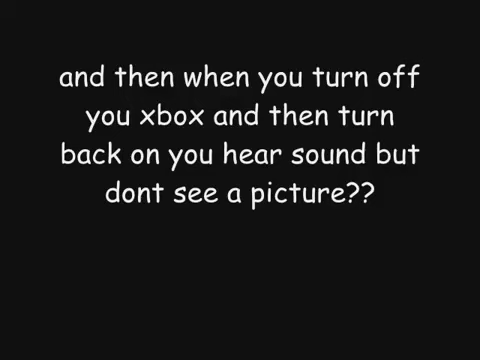 and then when you turn off
you xbox and then turn
back on you hear sound but
dont see a picture??